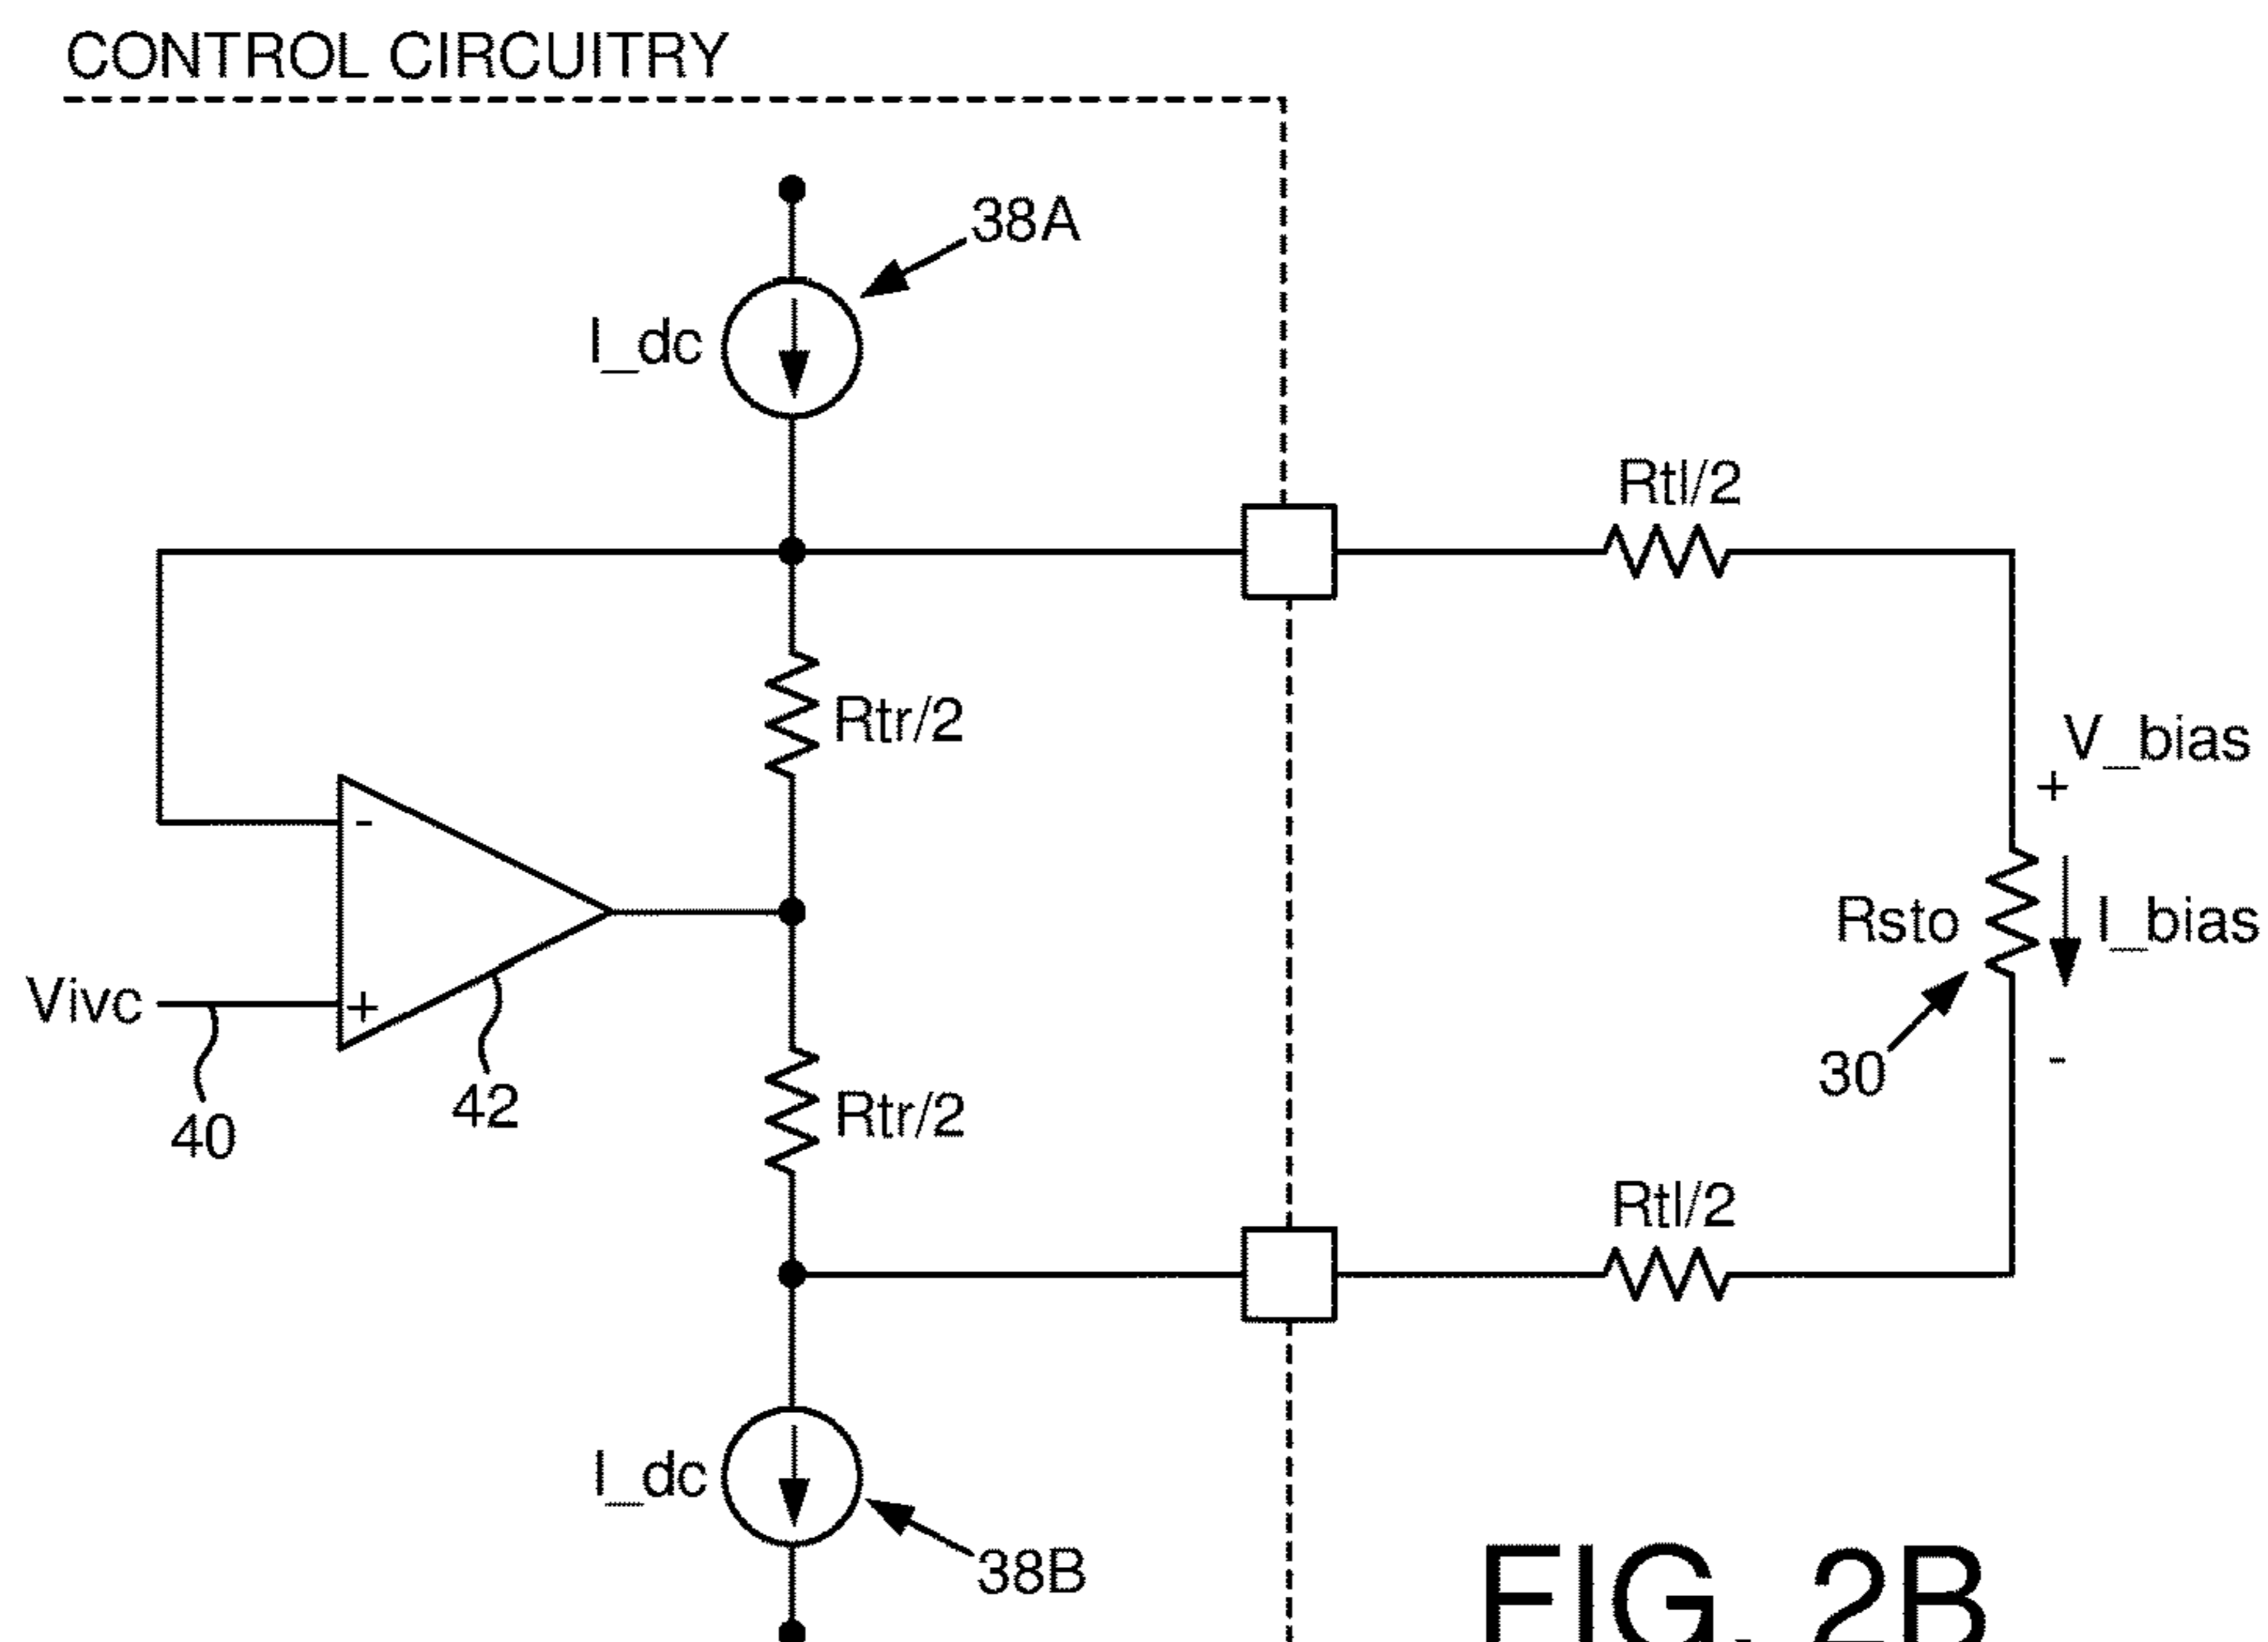 CONTROL CIRCUITRY
38A
I_dc
Rtl/2
Rtr/2
V_bias
+
-
Rsto
I_bias
Vivc
+
30
-
42
40
Rtr/2
Rtl/2
I_dc
38B
FIG. 2B